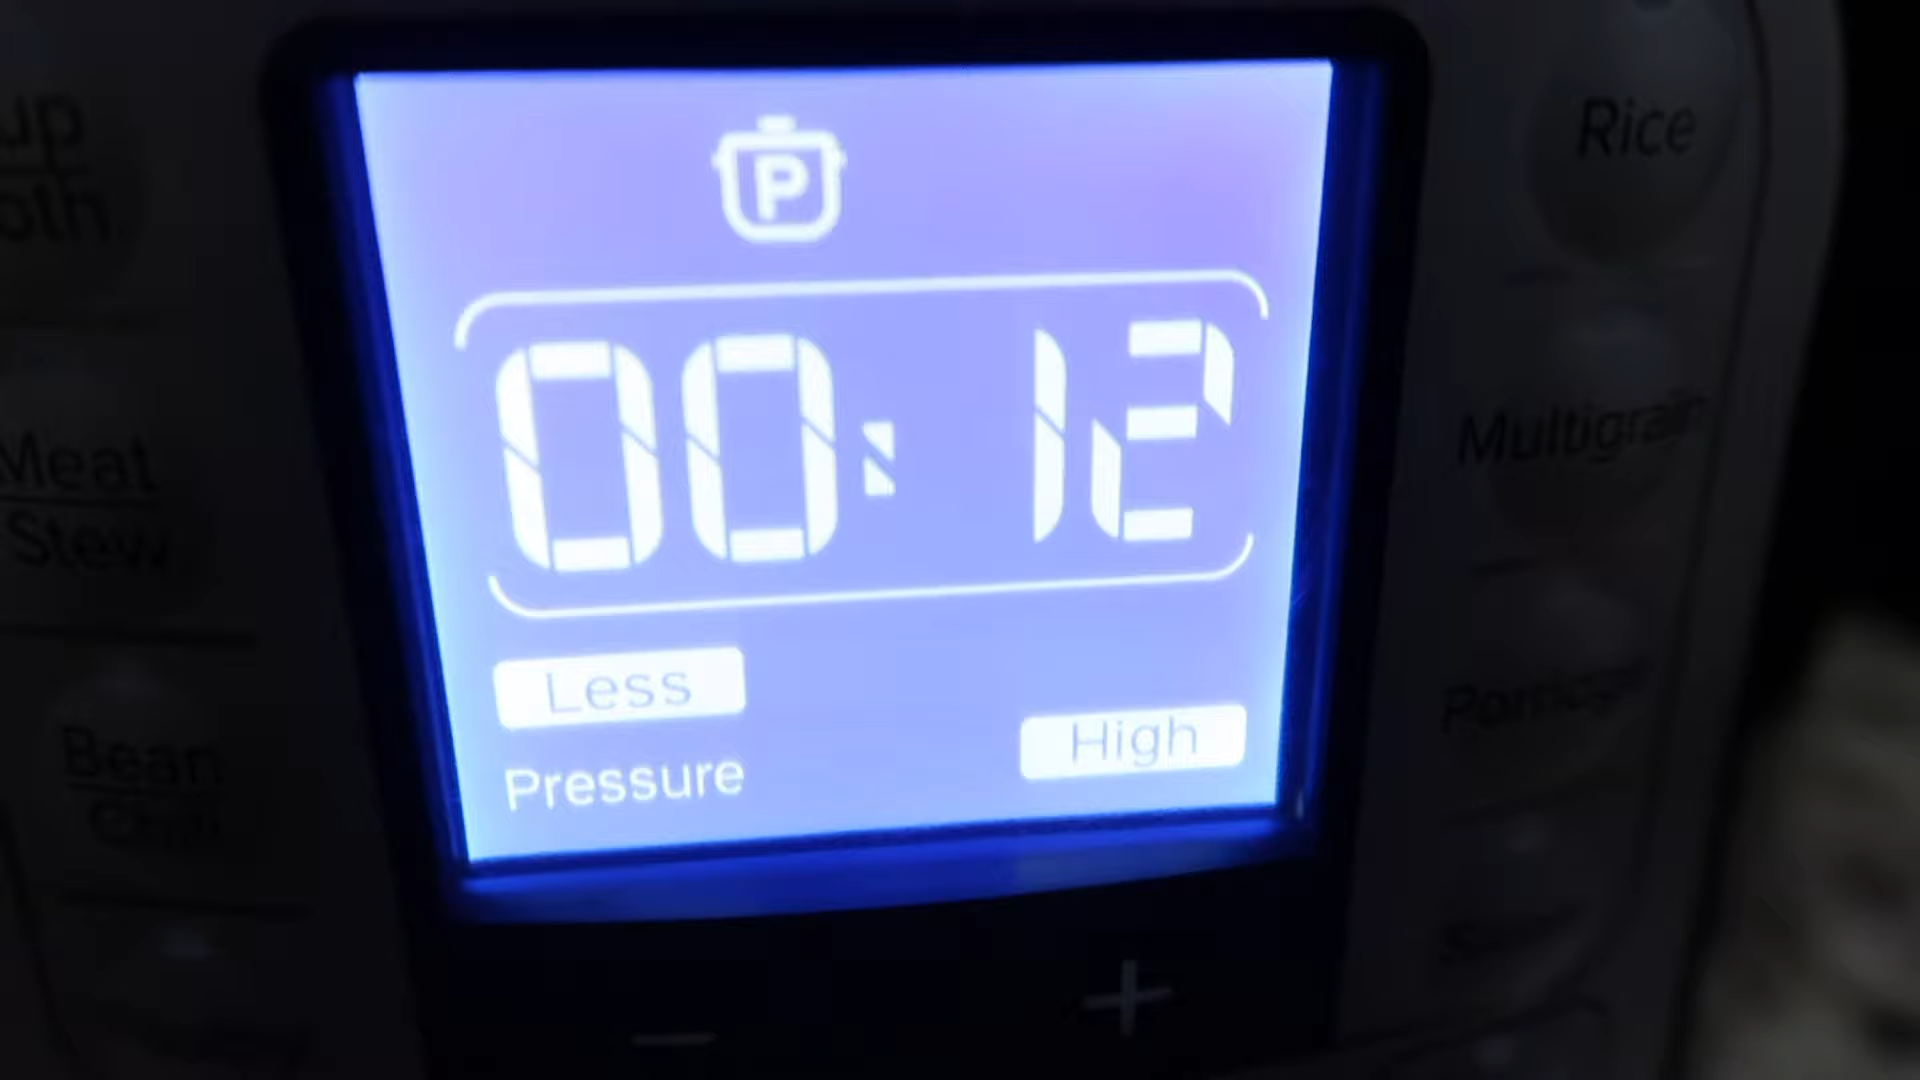 P
00:12
Less
Pressure
High
Rice
Multigrain
Meat
Stew
Bean
Chili
Porridge
+
-